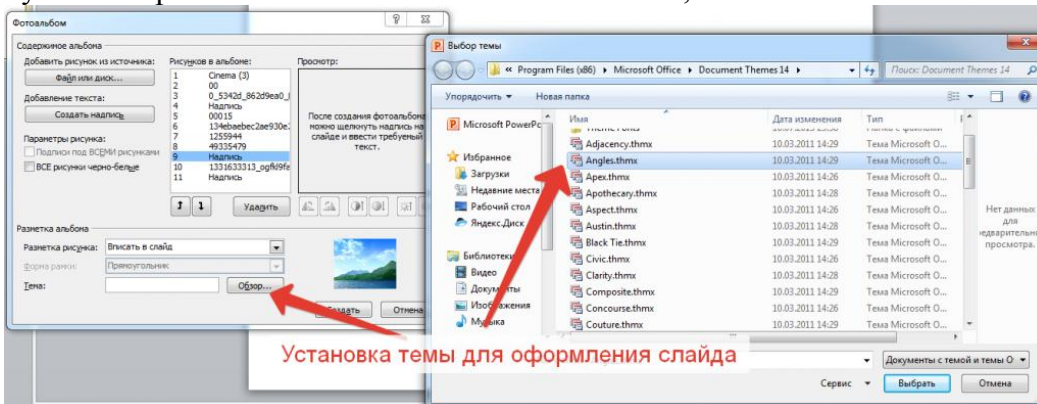 Фотоальбом
Содержимое альбома
Добавить рисунок из источника:
Файл или диск...
Добавление текста:
Создать надпись
Параметры рисунка:
Подписи под ВСЕМИ рисунками
ВСЕ рисунки черно-белые
Рисунков в альбоме:
1 Cinema (3)
2 00
3 0_5342d_862d9ea0_l
4 Надпись
5 00015
6 134ebaebec2ae930e:
7 1255944
8 49335479
9 Надпись
10 1331633313_ogfd9fe
11 Надпись
Удалить
Просмотр:
После создания фотоальбома
можно щелкнуть надпись на
слайде и ввести требуемый
текст.
Разметка альбома
Разметка рисунка: Вписать в слайд
Форма рамки: Прямоугольник
Тема:
Обзор...
Создать Отмена
Выбор темы
« Program Files (x86) Microsoft Office Document Themes 14
Поиск: Document Themes 14
Упорядочить Новая папка
Microsoft PowerPo
Избранное
Загрузки
Недавние места
Рабочий стол
Яндекс.Диск
Библиотеки
Видео
Документы
Изображения
Музыка
Имя Дата изменения Тип
Adjacency.thmx 10.03.2011 14:29 Тема Microsoft O...
Angles.thmx 10.03.2011 14:29 Тема Microsoft O...
Apex.thmx 10.03.2011 14:26 Тема Microsoft O...
Apothecary.thmx 10.03.2011 14:28 Тема Microsoft O...
Aspect.thmx 10.03.2011 14:26 Тема Microsoft O...
Austin.thmx 10.03.2011 14:28 Тема Microsoft O...
Black Tie.thmx 10.03.2011 14:29 Тема Microsoft O...
Civic.thmx 10.03.2011 14:26 Тема Microsoft O...
Clarity.thmx 10.03.2011 14:28 Тема Microsoft O...
Composite.thmx 10.03.2011 14:29 Тема Microsoft O...
Concourse.thmx 10.03.2011 14:26 Тема Microsoft O...
Couture.thmx 10.03.2011 14:29 Тема Microsoft O...
Нет данных
для
едварительн
просмотра.
Установка темы для оформления слайда
Документы с темой и темы O
Сервис Выбрать Отмена